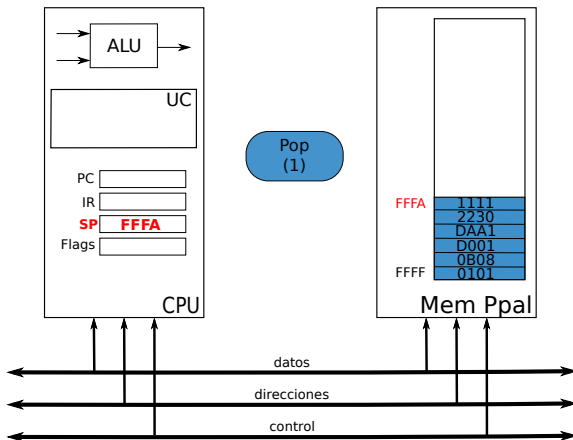 ALU
UC
PC
IR
SP FFFA
Flags
CPU
Pop
(1)
FFFA 1111
2230
DAA1
D001
0B08
FFFF 0101
Mem Ppal
datos
direcciones
control